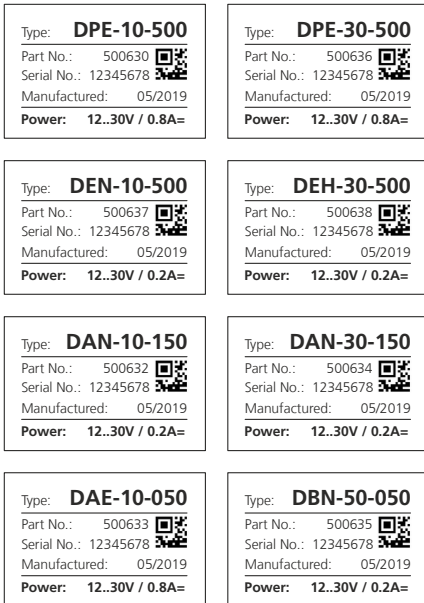 Type: DPE-10-500
Part No.: 500630
Serial No.: 12345678
Manufactured: 05/2019
Power: 12..30V / 0.8A=
Type: DPE-30-500
Part No.: 500636
Serial No.: 12345678
Manufactured: 05/2019
Power: 12..30V / 0.8A=
Type: DEN-10-500
Part No.: 500637
Serial No.: 12345678
Manufactured: 05/2019
Power: 12..30V / 0.2A=
Type: DEH-30-500
Part No.: 500638
Serial No.: 12345678
Manufactured: 05/2019
Power: 12..30V / 0.2A=
Type: DAN-10-150
Part No.: 500632
Serial No.: 12345678
Manufactured: 05/2019
Power: 12..30V / 0.2A=
Type: DAN-30-150
Part No.: 500634
Serial No.: 12345678
Manufactured: 05/2019
Power: 12..30V / 0.2A=
Type: DAE-10-050
Part No.: 500633
Serial No.: 12345678
Manufactured: 05/2019
Power: 12..30V / 0.8A=
Type: DBN-50-050
Part No.: 500635
Serial No.: 12345678
Manufactured: 05/2019
Power: 12..30V / 0.2A=